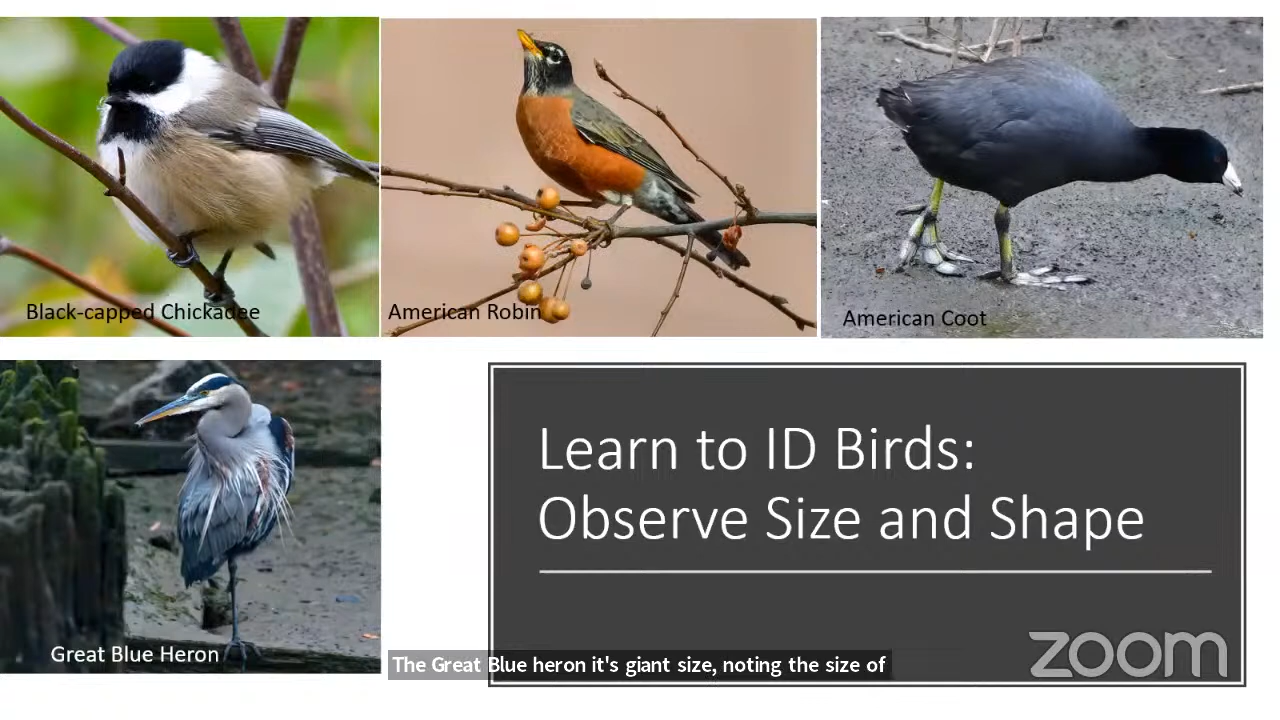 Black-capped Chickadee
American Robin
American Coot
Great Blue Heron
Learn to ID Birds:
Observe Size and Shape
The Great Blue heron it's giant size, noting the size of
zoom